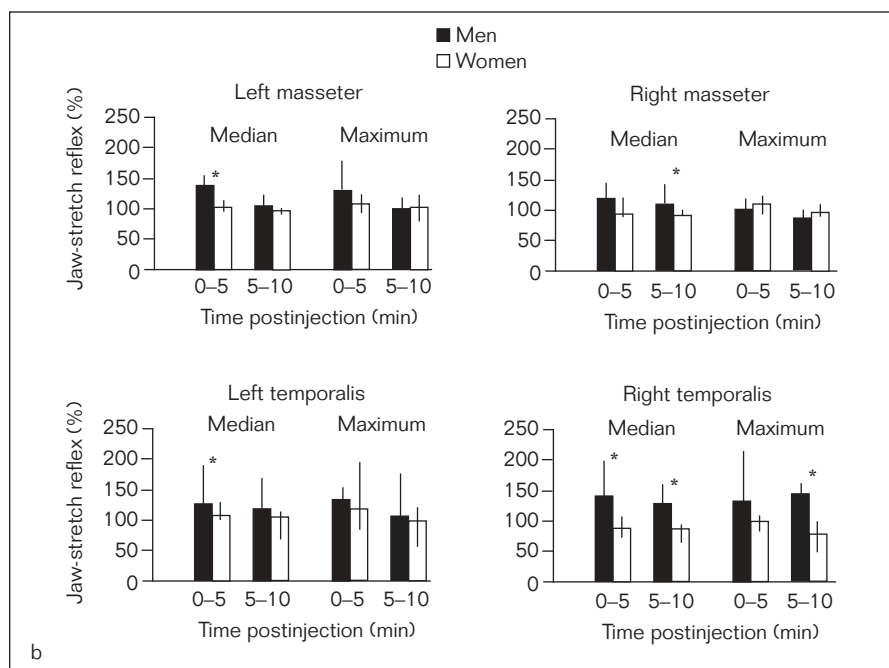 Men
Women
Left masseter
Jaw-stretch reflex (%)
250
200
150
100
50
0
Median
Maximum
*
0–5
5–10
0–5
5–10
Time postinjection (min)
Right masseter
250
200
150
100
50
0
Median
Maximum
*
0–5
5–10
0–5
5–10
Time postinjection (min)
Left temporalis
Jaw-stretch reflex (%)
250
200
150
100
50
0
Median
Maximum
*
0–5
5–10
0–5
5–10
Time postinjection (min)
Right temporalis
250
200
150
100
50
0
Median
Maximum
*
*
*
0–5
5–10
0–5
5–10
Time postinjection (min)
b